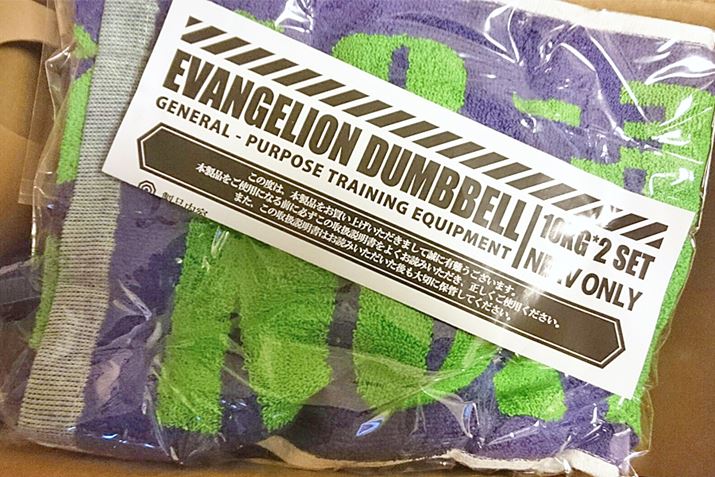 EVANGELION DUMBBELL
GENERAL - PURPOSE TRAINING EQUIPMENT
10KG*2 SET
ONLY
この度は、本製品をお買い上げいただきまして誠に有難うございます。
本製品をご使用になる前に必ずこの取扱説明書をよくお読みいただき、正しくご使用ください。
また、この取扱説明書はお読みいただいた後も大切に保管してください。